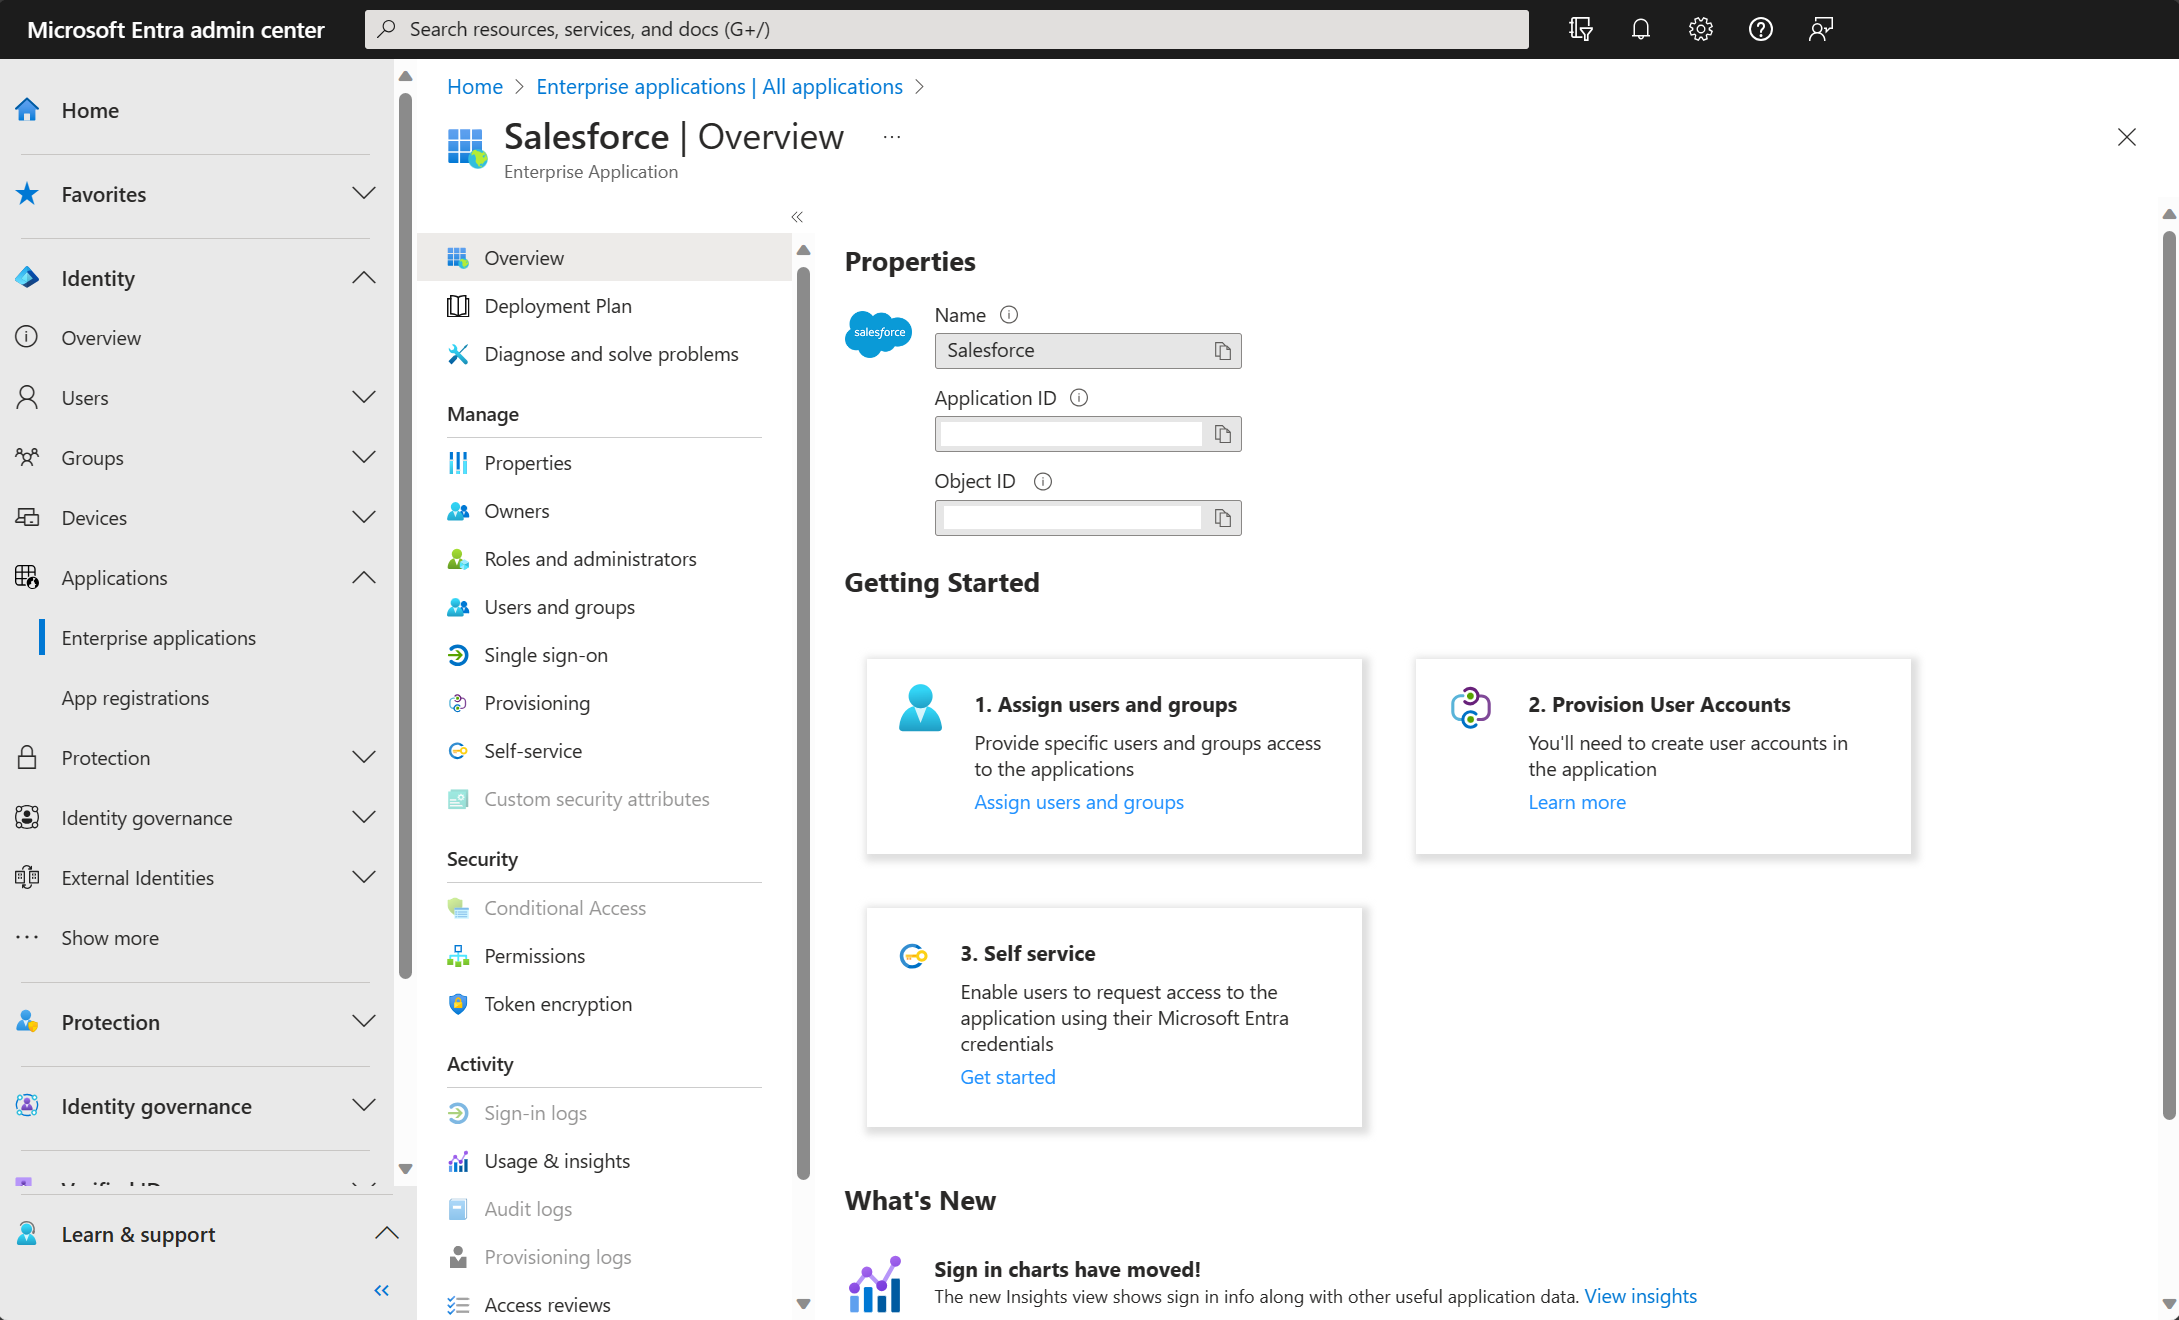 Microsoft Entra admin center
Search resources, services, and docs (G+/)
Home
Favorites
Identity
Overview
Users
Groups
Devices
Applications
Enterprise applications
App registrations
Protection
Identity governance
External Identities
Show more
Protection
Identity governance
Verified ID
Learn & support
Home > Enterprise applications | All applications >
Salesforce | Overview
Enterprise Application
Overview
Deployment Plan
Diagnose and solve problems
Manage
Properties
Owners
Roles and administrators
Users and groups
Single sign-on
Provisioning
Self-service
Custom security attributes
Security
Conditional Access
Permissions
Token encryption
Activity
Sign-in logs
Usage & insights
Audit logs
Provisioning logs
Access reviews
Properties
salesforce
Name
Salesforce
Application ID
Object ID
Getting Started
1. Assign users and groups
Provide specific users and groups access
to the applications
Assign users and groups
2. Provision User Accounts
You'll need to create user accounts in
the application
Learn more
3. Self service
Enable users to request access to the
application using their Microsoft Entra
credentials
Get started
What's New
Sign in charts have moved!
The new Insights view shows sign in info along with other useful application data. View insights